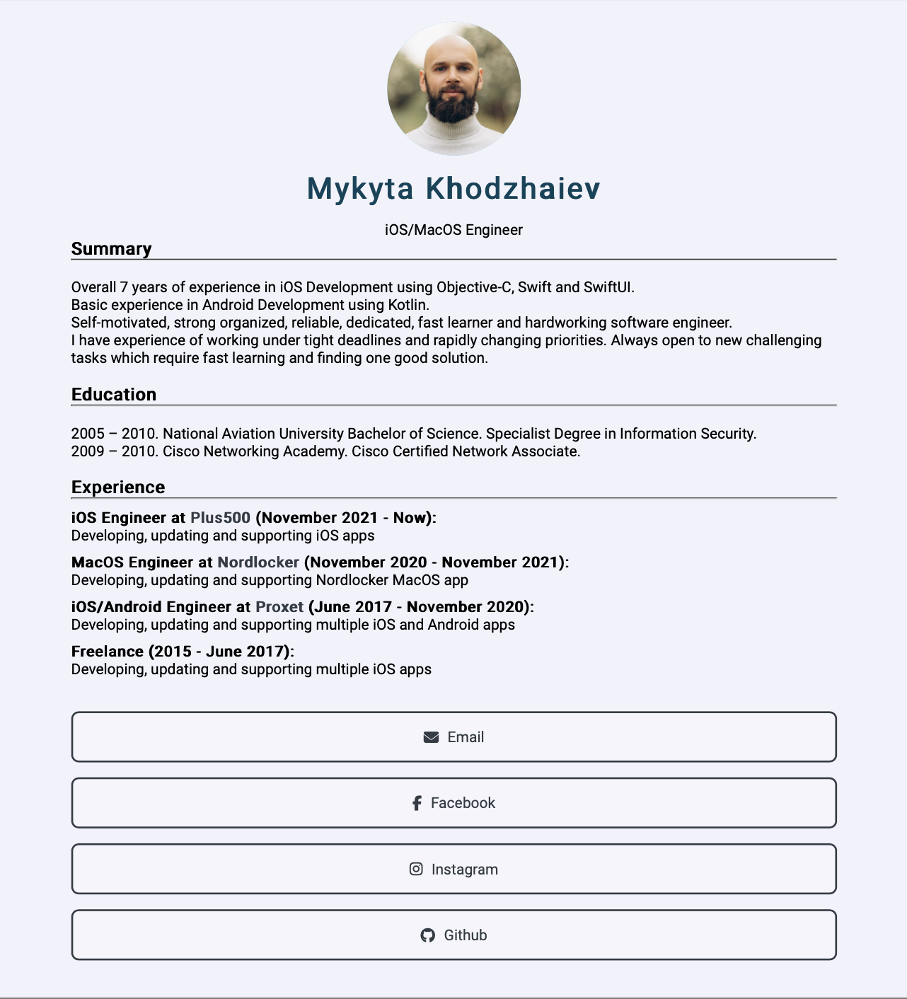 Mykyta Khodzhaiev
iOS/MacOS Engineer
Summary
Overall 7 years of experience in iOS Development using Objective-C, Swift and SwiftUI.
Basic experience in Android Development using Kotlin.
Self-motivated, strong organized, reliable, dedicated, fast learner and hardworking software engineer.
I have experience of working under tight deadlines and rapidly changing priorities. Always open to new challenging
tasks which require fast learning and finding one good solution.
Education
2005 – 2010. National Aviation University Bachelor of Science. Specialist Degree in Information Security.
2009 – 2010. Cisco Networking Academy. Cisco Certified Network Associate.
Experience
iOS Engineer at Plus500 (November 2021 - Now):
Developing, updating and supporting iOS apps
MacOS Engineer at Nordlocker (November 2020 - November 2021):
Developing, updating and supporting Nordlocker MacOS app
iOS/Android Engineer at Proxet (June 2017 - November 2020):
Developing, updating and supporting multiple iOS and Android apps
Freelance (2015 - June 2017):
Developing, updating and supporting multiple iOS apps
Email
Facebook
Instagram
Github